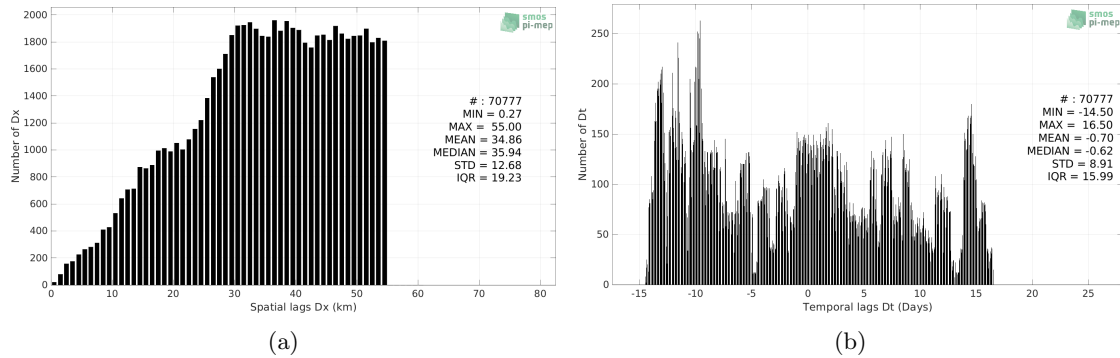 2000
1800
1600
1400
1200
1000
800
600
400
200
0
Number of Dx
0 10 20 30 40 50 60 70 80
Spatial lags Dx (km)
smos
pi-mep
# : 70777
MIN = 0.27
MAX = 55.00
MEAN = 34.86
MEDIAN = 35.94
STD = 12.68
IQR = 19.23
(a)
250
200
150
100
50
0
Number of Dt
-15 -10 -5 0 5 10 15 20 25
Temporal lags Dt (Days)
smos
pi-mep
# : 70777
MIN = -14.50
MAX = 16.50
MEAN = -0.70
MEDIAN = -0.62
STD = 8.91
IQR = 15.99
(b)